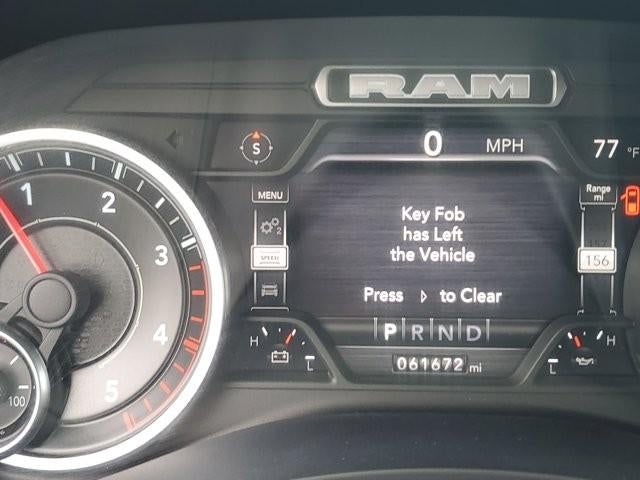 RAM
0 MPH
77 °F
S
MENU
Range
mi
1
2
3
4
5
2
SPEED
156
Key Fob
has Left
the Vehicle
Press to Clear
P R N D
H L
061672 mi
H L
100